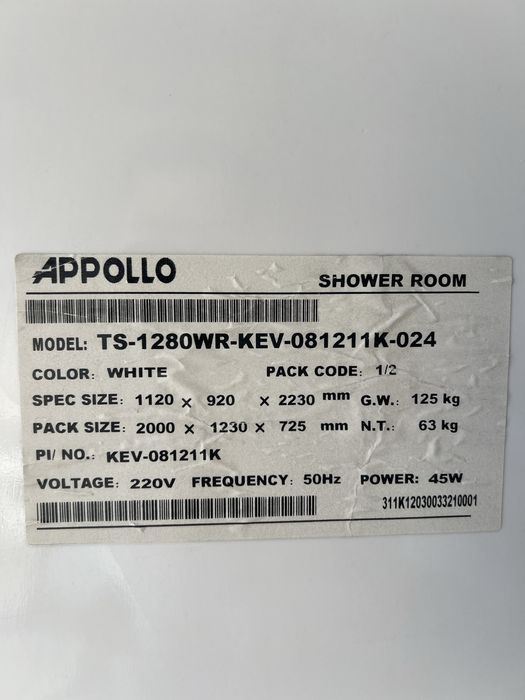 APPOLLO
SHOWER ROOM
MODEL: TS-1280WR-KEV-081211K-024
COLOR: WHITE PACK CODE: 1/2
SPEC SIZE: 1120 x 920 x 2230 mm G.W.: 125 kg
PACK SIZE: 2000 x 1230 x 725 mm N.T.: 63 kg
PI/ NO.: KEV-081211K
VOLTAGE: 220V FREQUENCY: 50Hz POWER: 45W
311K12030033210001